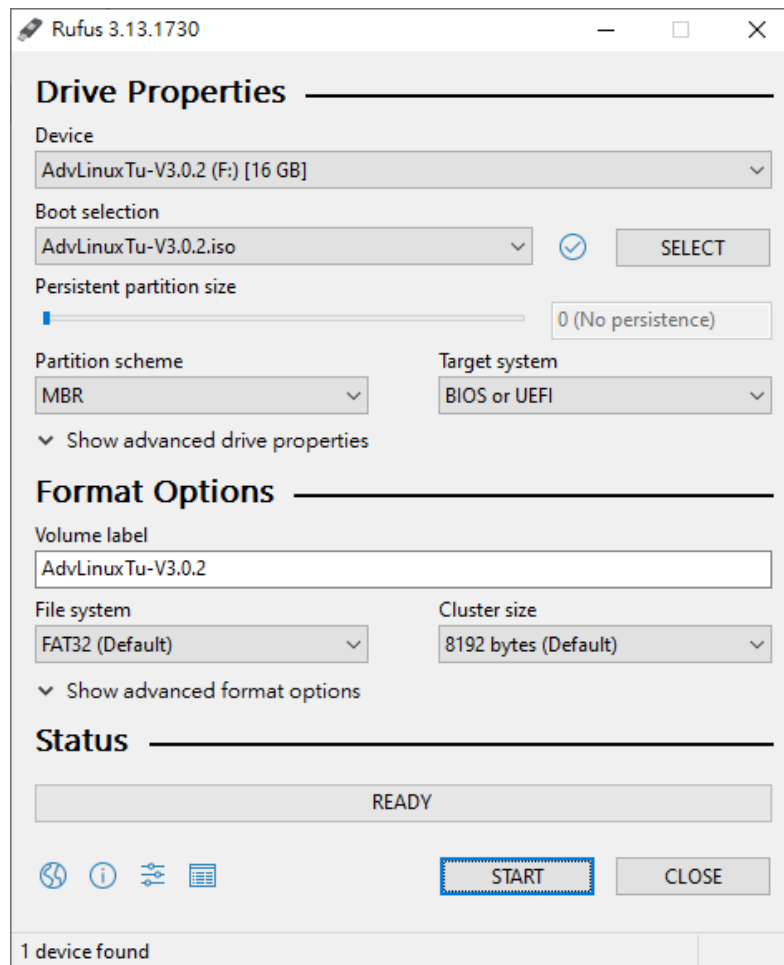 Rufus 3.13.1730
Drive Properties
Device
AdvLinuxTu-V3.0.2 (F:) [16 GB]
Boot selection
AdvLinuxTu-V3.0.2.iso
SELECT
Persistent partition size
0 (No persistence)
Partition scheme
Target system
MBR
BIOS or UEFI
Show advanced drive properties
Format Options
Volume label
AdvLinuxTu-V3.0.2
File system
Cluster size
FAT32 (Default)
8192 bytes (Default)
Show advanced format options
Status
READY
START
CLOSE
1 device found